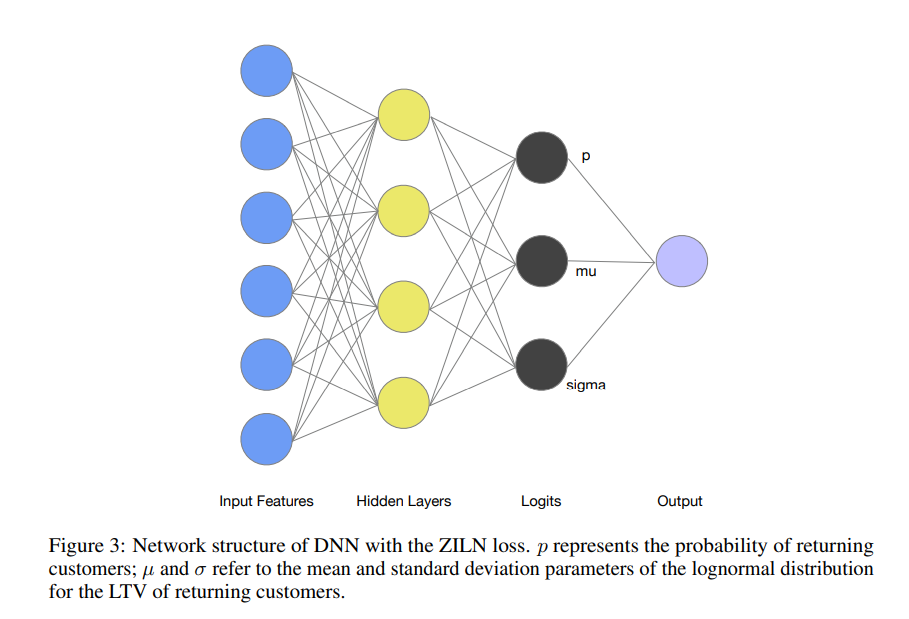 p
mu
sigma
Input Features Hidden Layers Logits Output
Figure 3: Network structure of DNN with the ZILN loss. p represents the probability of returning
customers; μ and σ refer to the mean and standard deviation parameters of the lognormal distribution
for the LTV of returning customers.